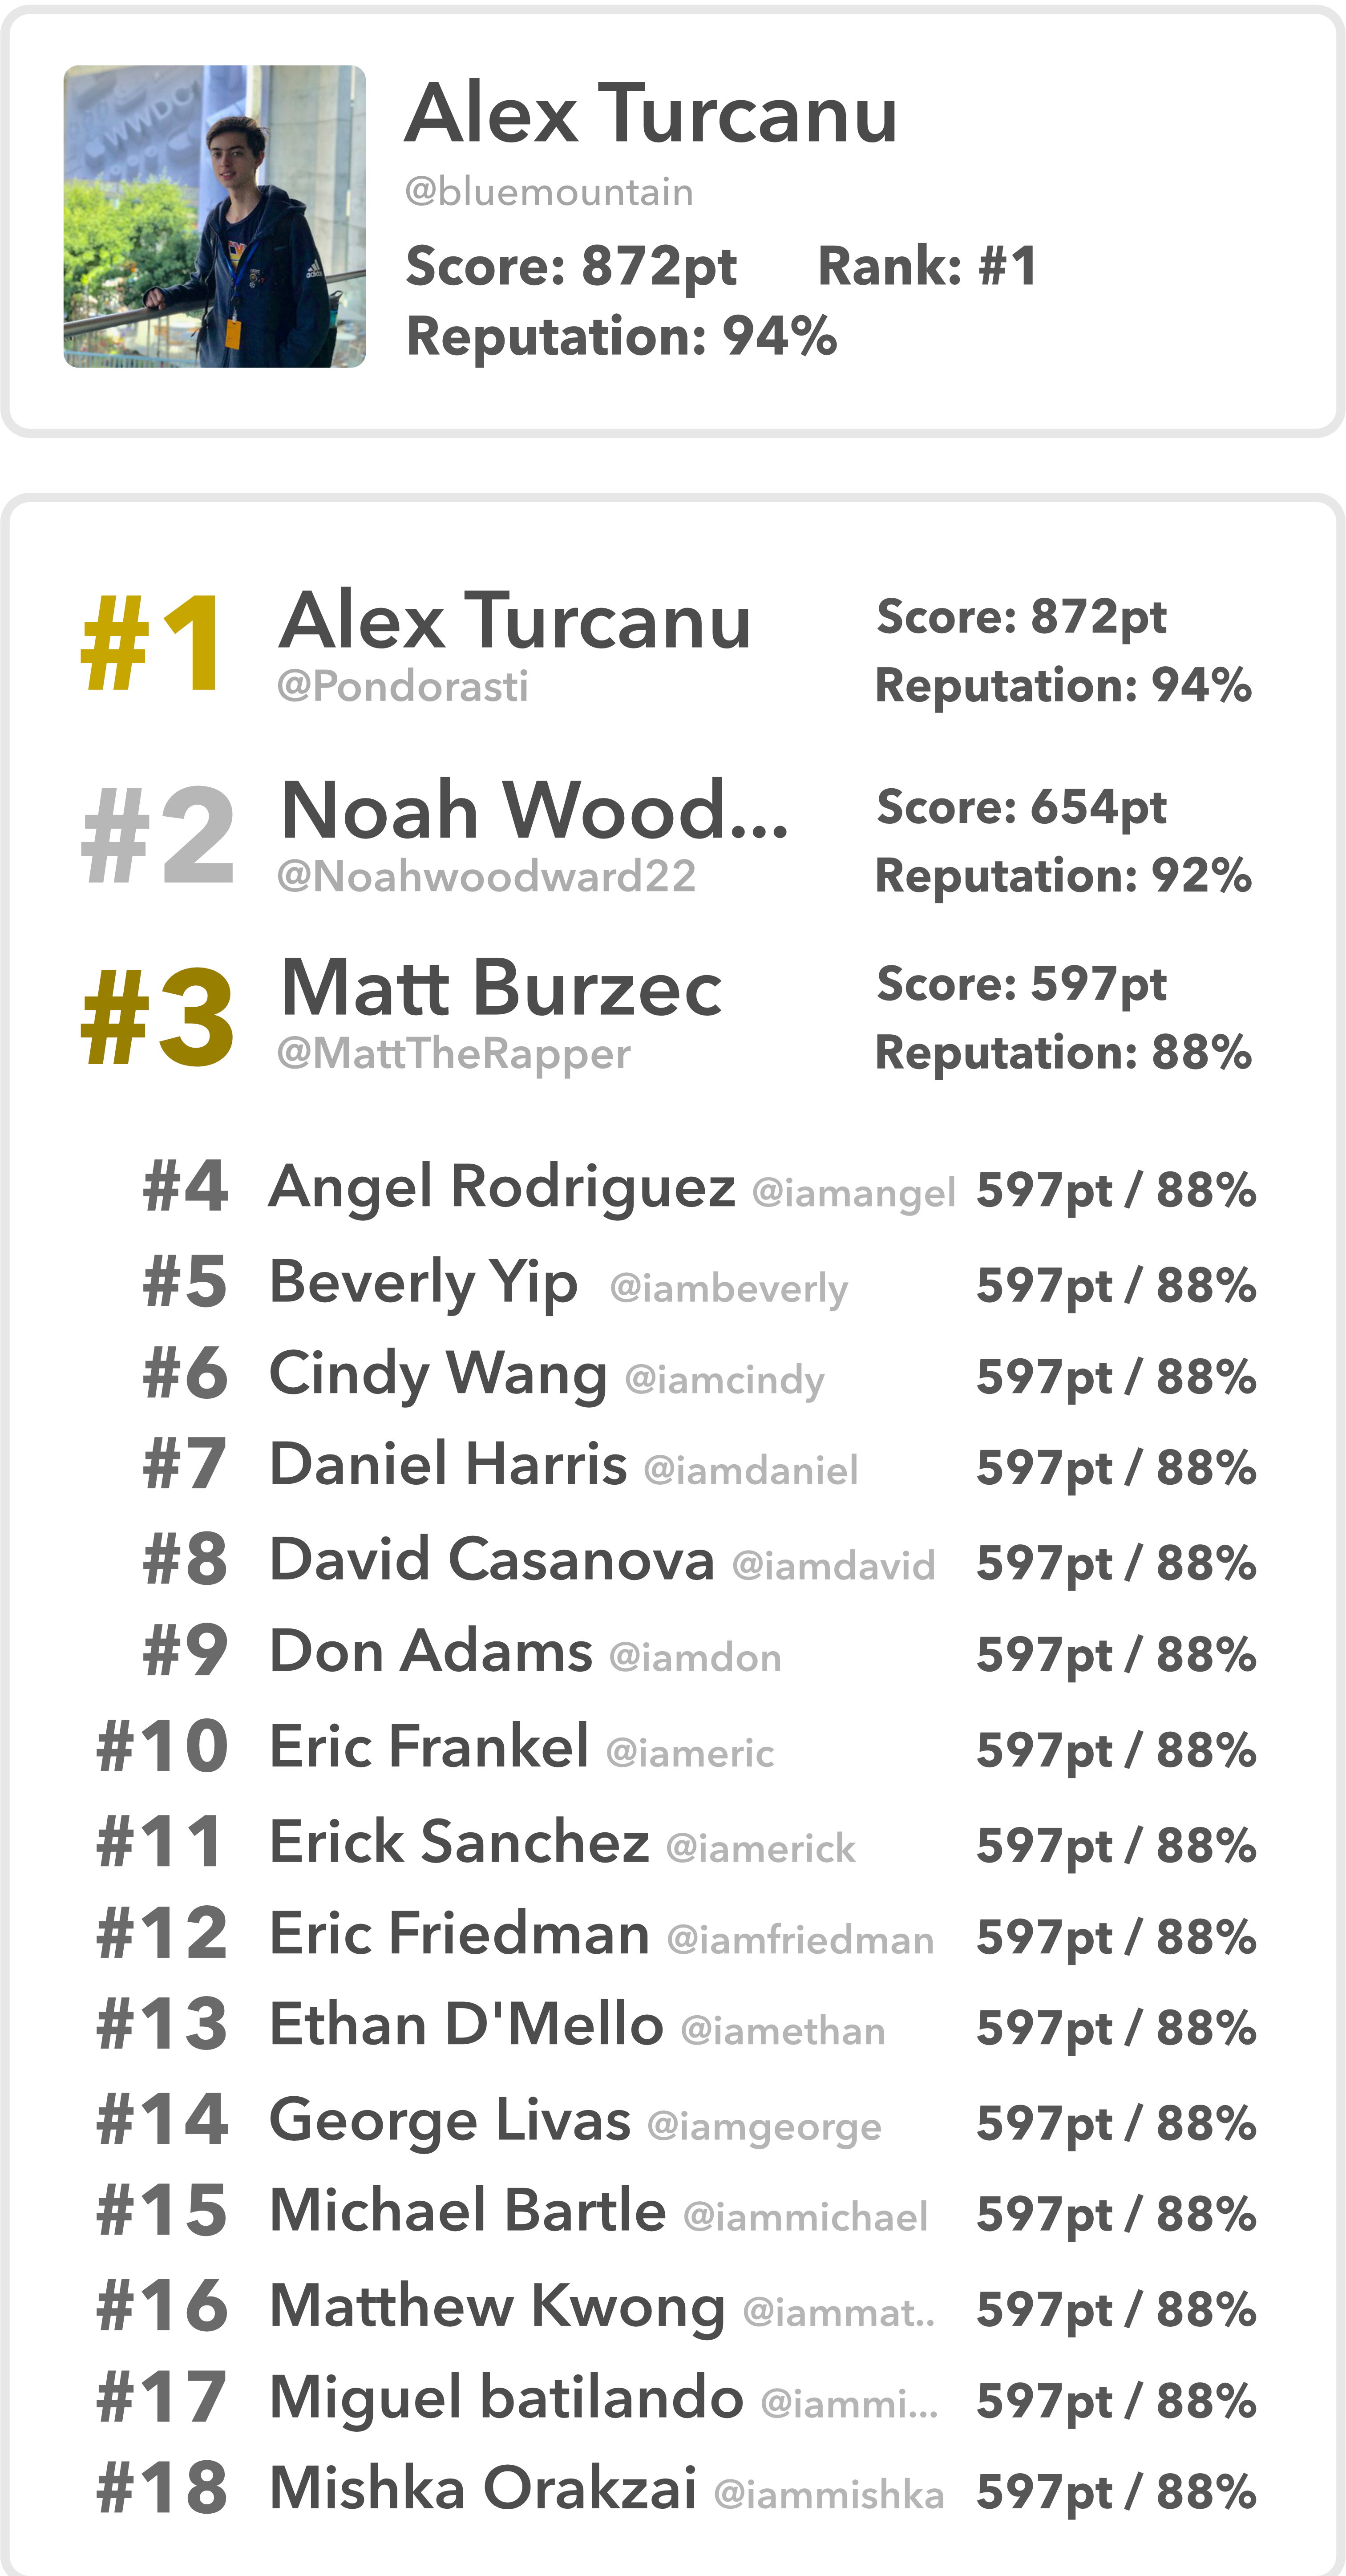 WWDC
Alex Turcanu
@bluemountain
Score: 872pt Rank: #1
Reputation: 94%
adidas
#1 Alex Turcanu Score: 872pt
@Pondorasti Reputation: 94%
#2 Noah Wood... Score: 654pt
@Noahwoodward22 Reputation: 92%
#3 Matt Burzec Score: 597pt
@MattTheRapper Reputation: 88%
#4 Angel Rodriguez @iamangel 597pt / 88%
#5 Beverly Yip @iambeverly 597pt / 88%
#6 Cindy Wang @iamcindy 597pt / 88%
#7 Daniel Harris @iamdaniel 597pt / 88%
#8 David Casanova @iamdavid 597pt / 88%
#9 Don Adams @iamdon 597pt / 88%
#10 Eric Frankel @iameric 597pt / 88%
#11 Erick Sanchez @iamerick 597pt / 88%
#12 Eric Friedman @iamfriedman 597pt / 88%
#13 Ethan D'Mello @iamethan 597pt / 88%
#14 George Livas @iamgeorge 597pt / 88%
#15 Michael Bartle @iammichael 597pt / 88%
#16 Matthew Kwong @iammat.. 597pt / 88%
#17 Miguel batilando @iammi... 597pt / 88%
#18 Mishka Orakzai @iammishka 597pt / 88%